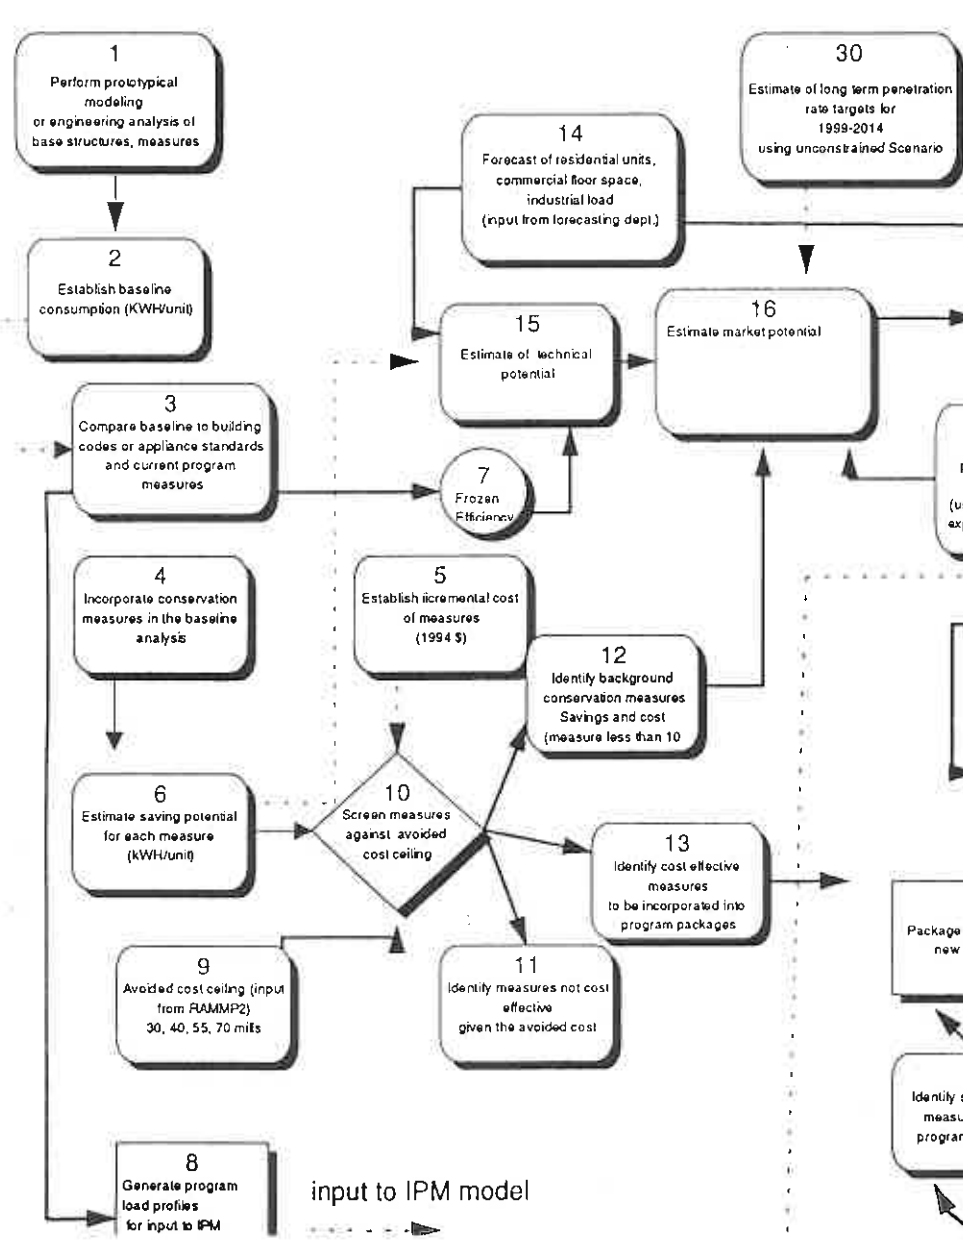 1
Perform prototypical
modeling
or engineering analysis of
base structures, measures
2
Establish baseline
consumption (KWH/unit)
3
Compare baseline to building
codes or appliance standards
and current program
measures
4
Incorporate conservation
measures in the baseline
analysis
6
Estimate saving potential
for each measure
(kWH/unit)
9
Avoided cost ceiling (input
from RAMMP2)
30, 40, 55, 70 mills
8
Generate program
load profiles
for input to IPM
input to IPM model
14
Forecast of residential units,
commercial floor space,
industrial load
(input from forecasting dept.)
15
Estimate of technical
potential
7
Frozen
Efficiency
5
Establish iicremental cost
of measures
(1994 $)
10
Screen measures
against avoided
cost ceiling
12
Identify background
conservation measures
Savings and cost
(measure less than 10
13
Identify cost effective
measures
to be incorporated into
program packages
11
Identify measures not cost
effective
given the avoided cost
30
Estimate of long term penetration
rate targets for
1999-2014
using unconstrained Scenario
16
Estimate market potential
(u
exp
Package
new
Identify s
measu
program